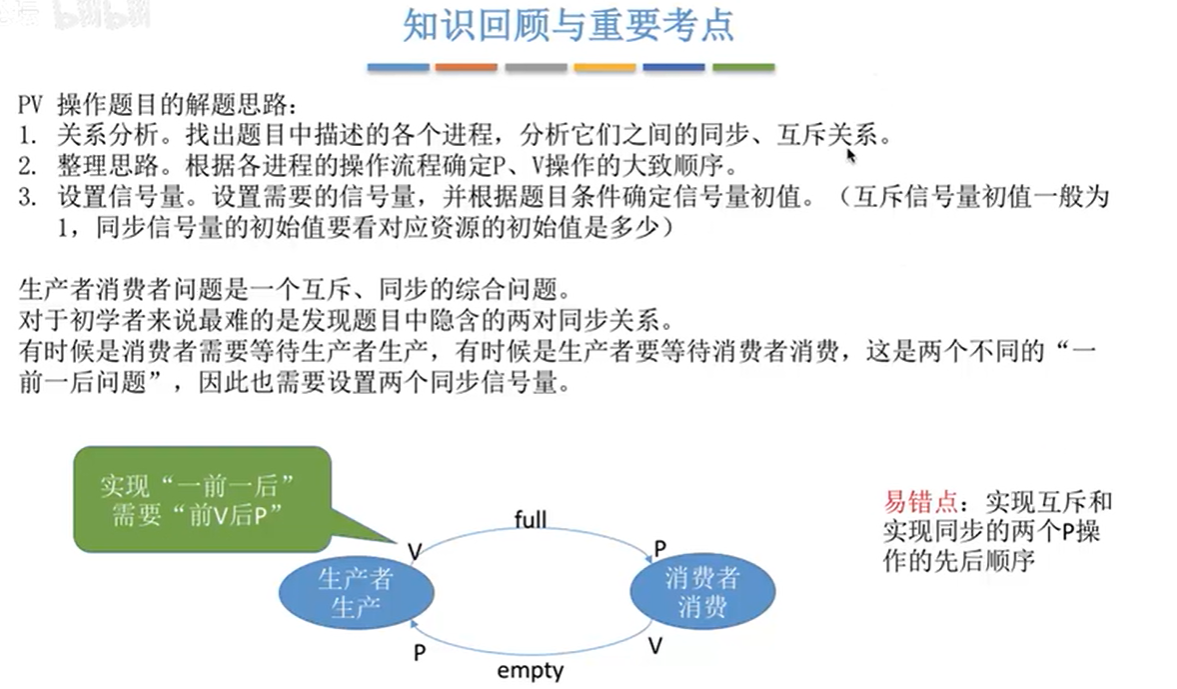 bilibili
知识回顾与重要考点
PV 操作题目的解题思路：
1. 关系分析。找出题目中描述的各个进程，分析它们之间的同步、互斥关系。
2. 整理思路。根据各进程的操作流程确定P、V操作的大致顺序。
3. 设置信号量。设置需要的信号量，并根据题目条件确定信号量初值。（互斥信号量初值一般为
1，同步信号量的初始值要看对应资源的初始值是多少）
生产者消费者问题是一个互斥、同步的综合问题。
对于初学者来说最难的是发现题目中隐含的两对同步关系。
有时候是消费者需要等待生产者生产，有时候是生产者要等待消费者消费，这是两个不同的“一
前一后问题”，因此也需要设置两个同步信号量。
实现“一前一后”
需要“前V后P”
full
V
P
生产者
生产
消费者
消费
P
V
empty
易错点：实现互斥和
实现同步的两个P操
作的先后顺序